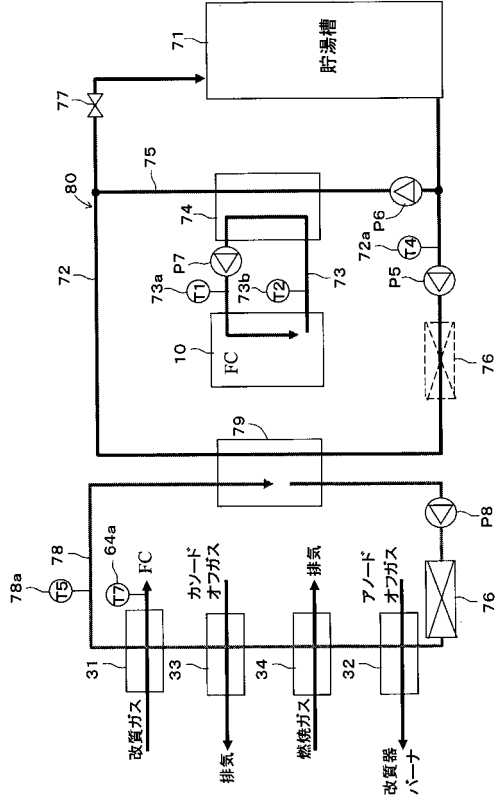 71
貯湯槽
77
80
75
74
P6
72
P7
73a
T1
73b
T2
73
72a
T4
P5
10
FC
76
79
78a
T5
78
64a
T7
FC
カソード
オフガス
排気
アノード
オフガス
P8
31
33
34
32
76
改質ガス
排気
燃焼ガス
改質器
バーナ